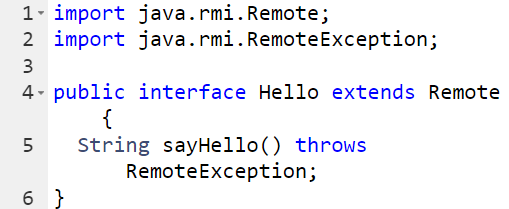 1 import java.rmi.Remote;
2 import java.rmi.RemoteException;
3
4 public interface Hello extends Remote
{
5 String sayHello() throws
RemoteException;
6 }